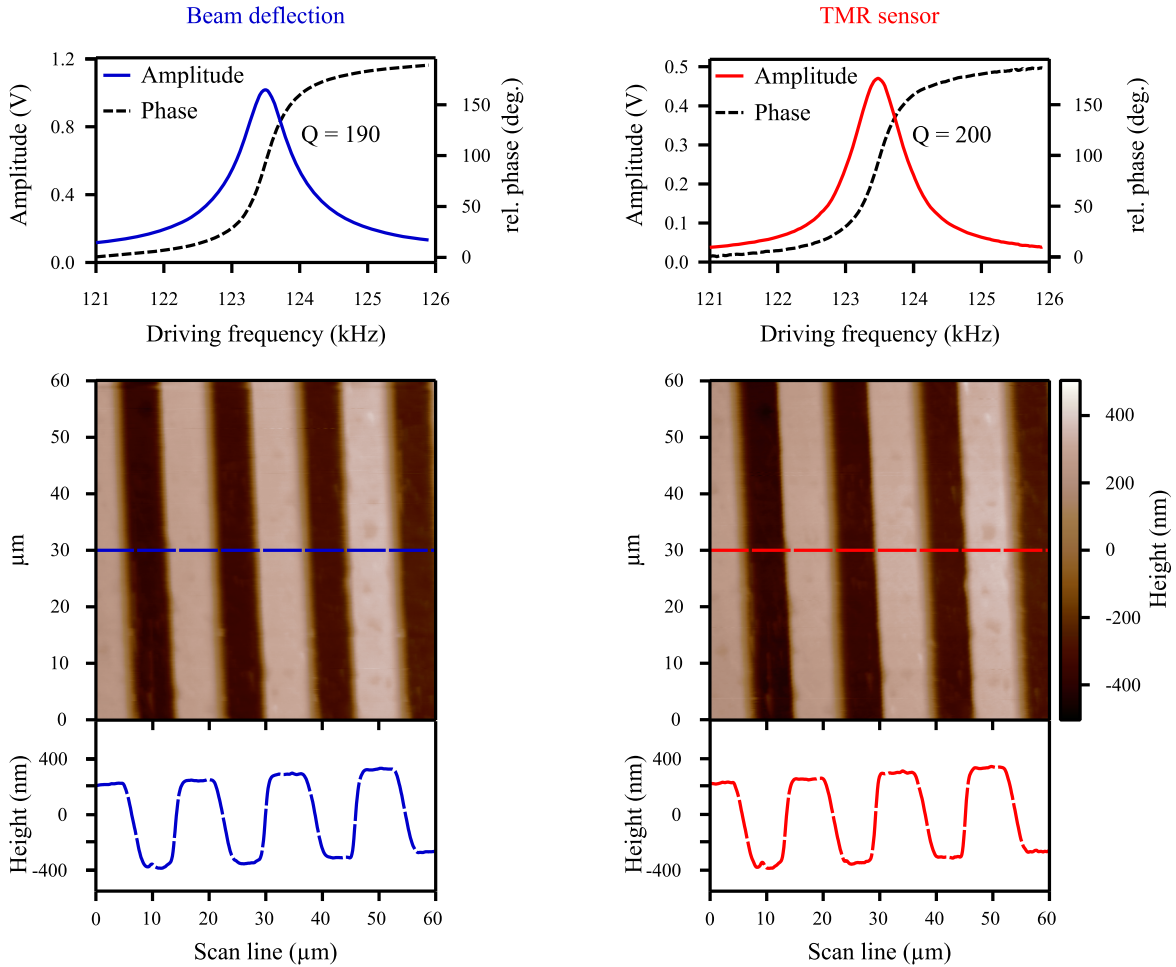 Beam deflection
TMR sensor
Amplitude (V)
1.2
0.8
0.4
0.0
Amplitude
Phase
Q = 190
150
100
50
0
rel. phase (deg.)
121 122 123 124 125 126
Driving frequency (kHz)
Amplitude (V)
0.5
0.4
0.3
0.2
0.1
0.0
Amplitude
Phase
Q = 200
150
100
50
0
rel. phase (deg.)
121 122 123 124 125 126
Driving frequency (kHz)
µm
60
50
40
30
20
10
0
µm
60
50
40
30
20
10
0
400
200
0
-200
-400
Height (nm)
Height (nm)
400
0
-400
0 10 20 30 40 50 60
Scan line (µm)
Height (nm)
400
0
-400
0 10 20 30 40 50 60
Scan line (µm)